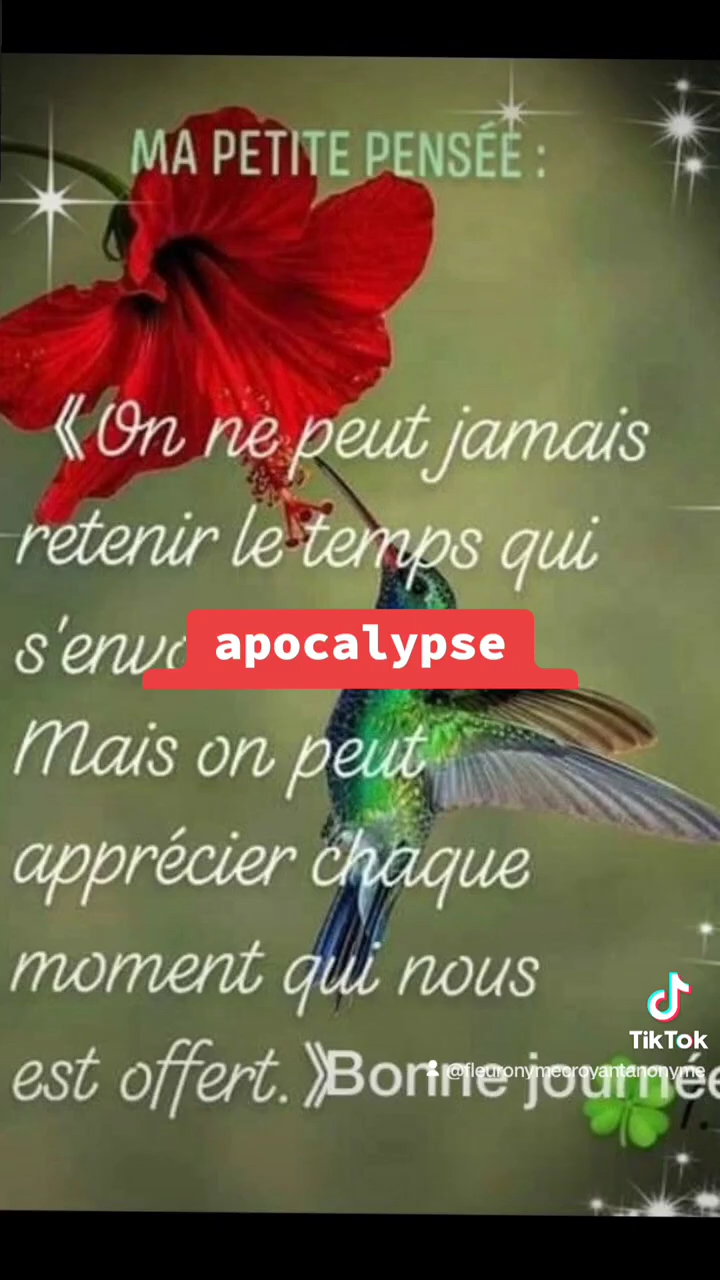 MA PETITE PENSÉE :
《On ne peut jamais
retenir le temps qui
apocalypse
Mais on peut
apprécier chaque
moment qui nous
est offert.》Bonne journée
TikTok
@fleuronymecroyantanonyme